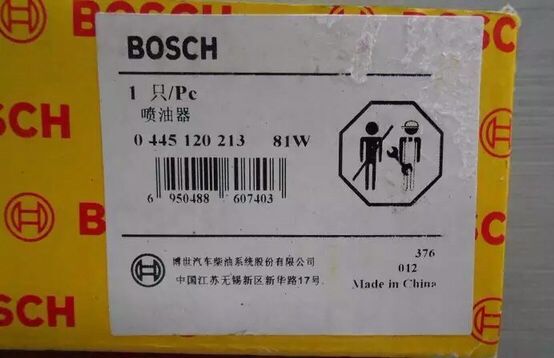 BOSCH
1 只/Pc
喷油器
0 445 120 213 81W
6 950488 607403
博世汽车柴油系统股份有限公司
中国江苏无锡新区新华路17号.
376
012
Made in China
SCH
BOSCH
BOSCH
SCH